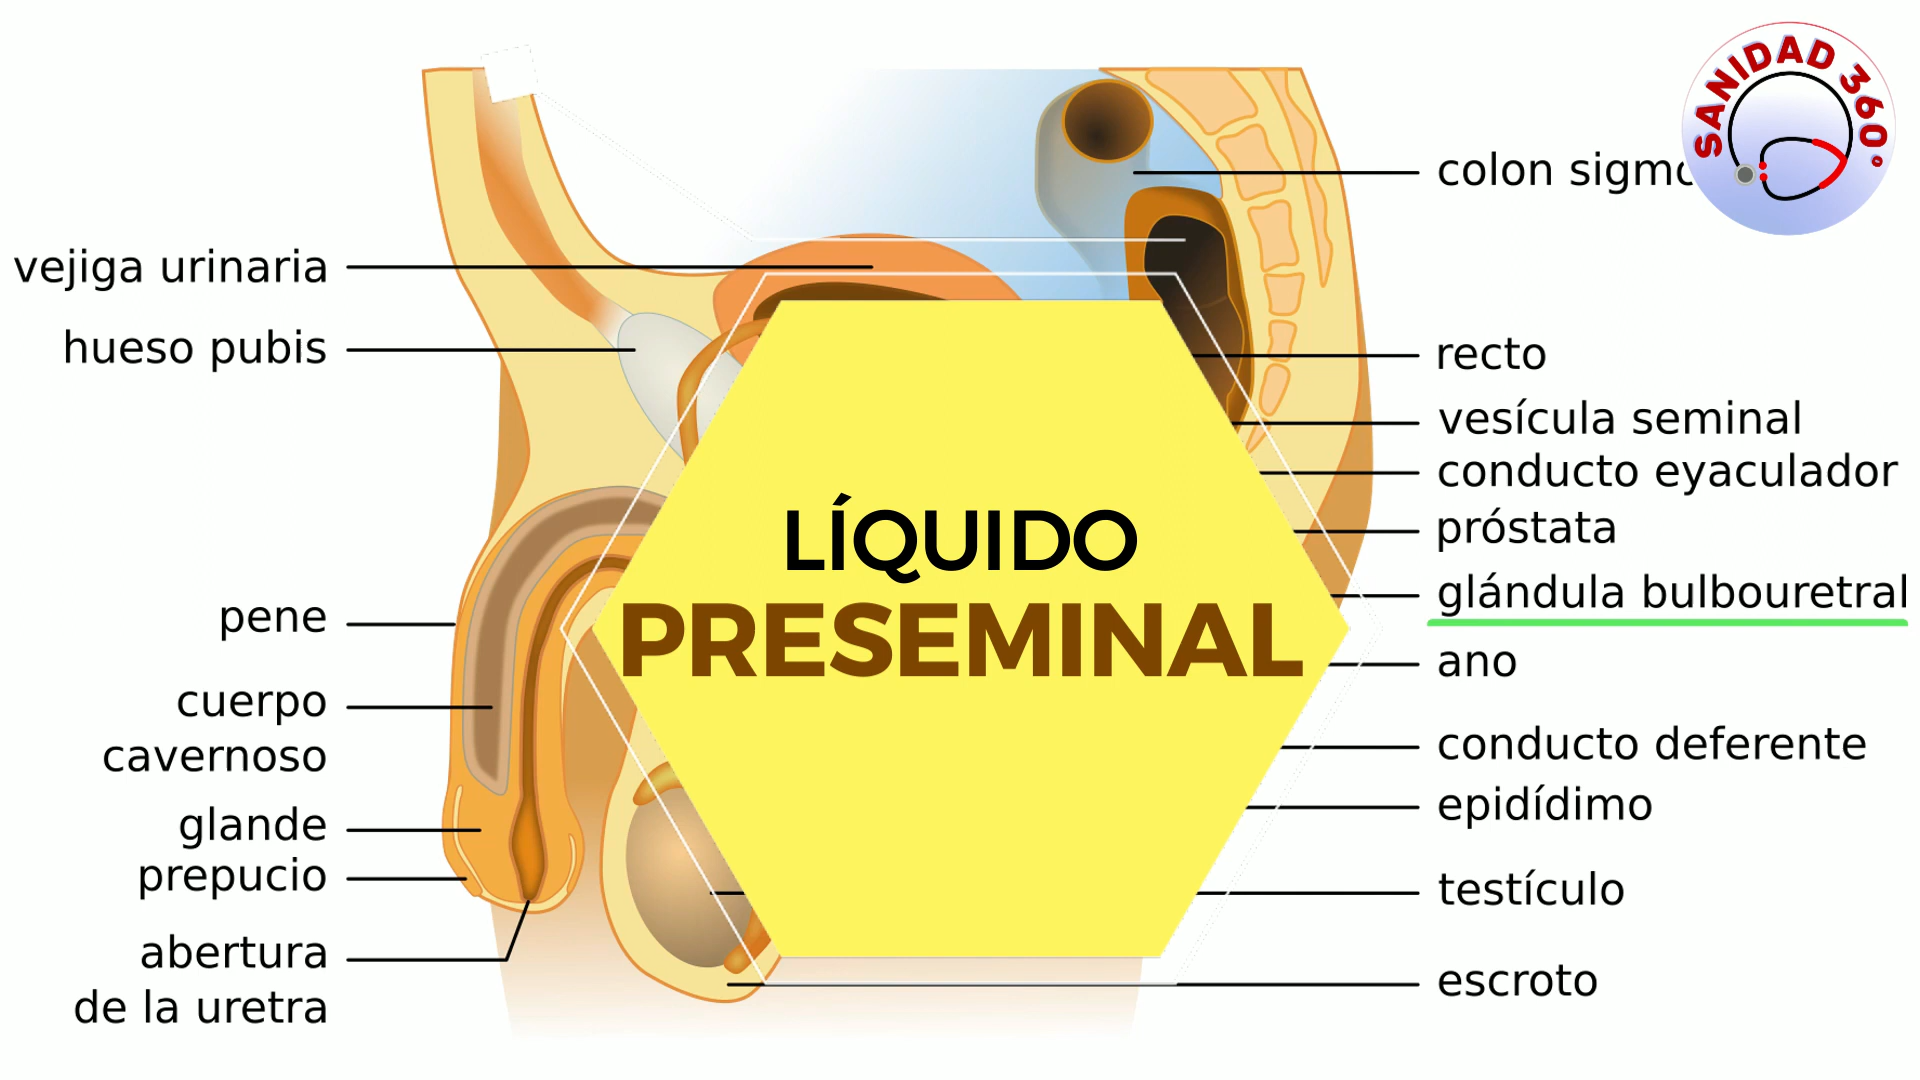 SANIDAD 360°
colon
vejiga urinaria
hueso pubis
recto
vesícula seminal
conducto eyaculador
próstata
LÍQUIDO
PRESEMINAL
glándula bulbouretral
pene
ano
cuerpo
cavernoso
conducto deferente
epidídimo
glande
prepucio
testículo
abertura
de la uretra
escroto